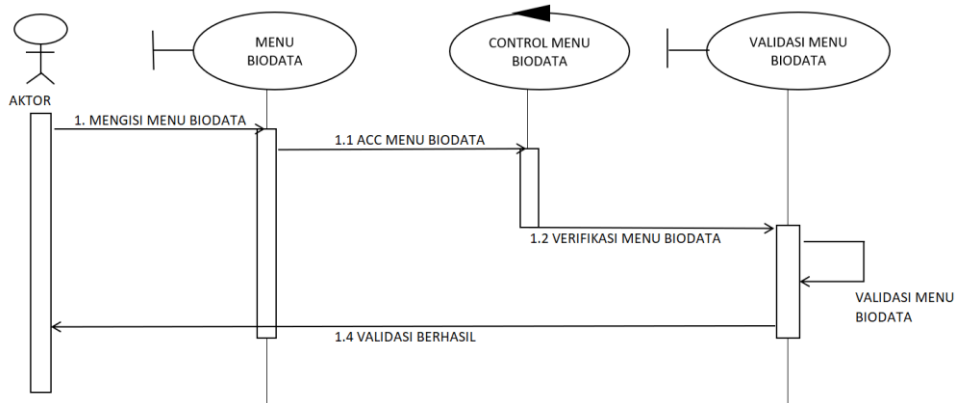 MENU
BIODATA
CONTROL MENU
BIODATA
VALIDASI MENU
BIODATA
AKTOR
1. MENGISI MENU BIODATA
1.1 ACC MENU BIODATA
1.2 VERIFIKASI MENU BIODATA
VALIDASI MENU
BIODATA
1.4 VALIDASI BERHASIL